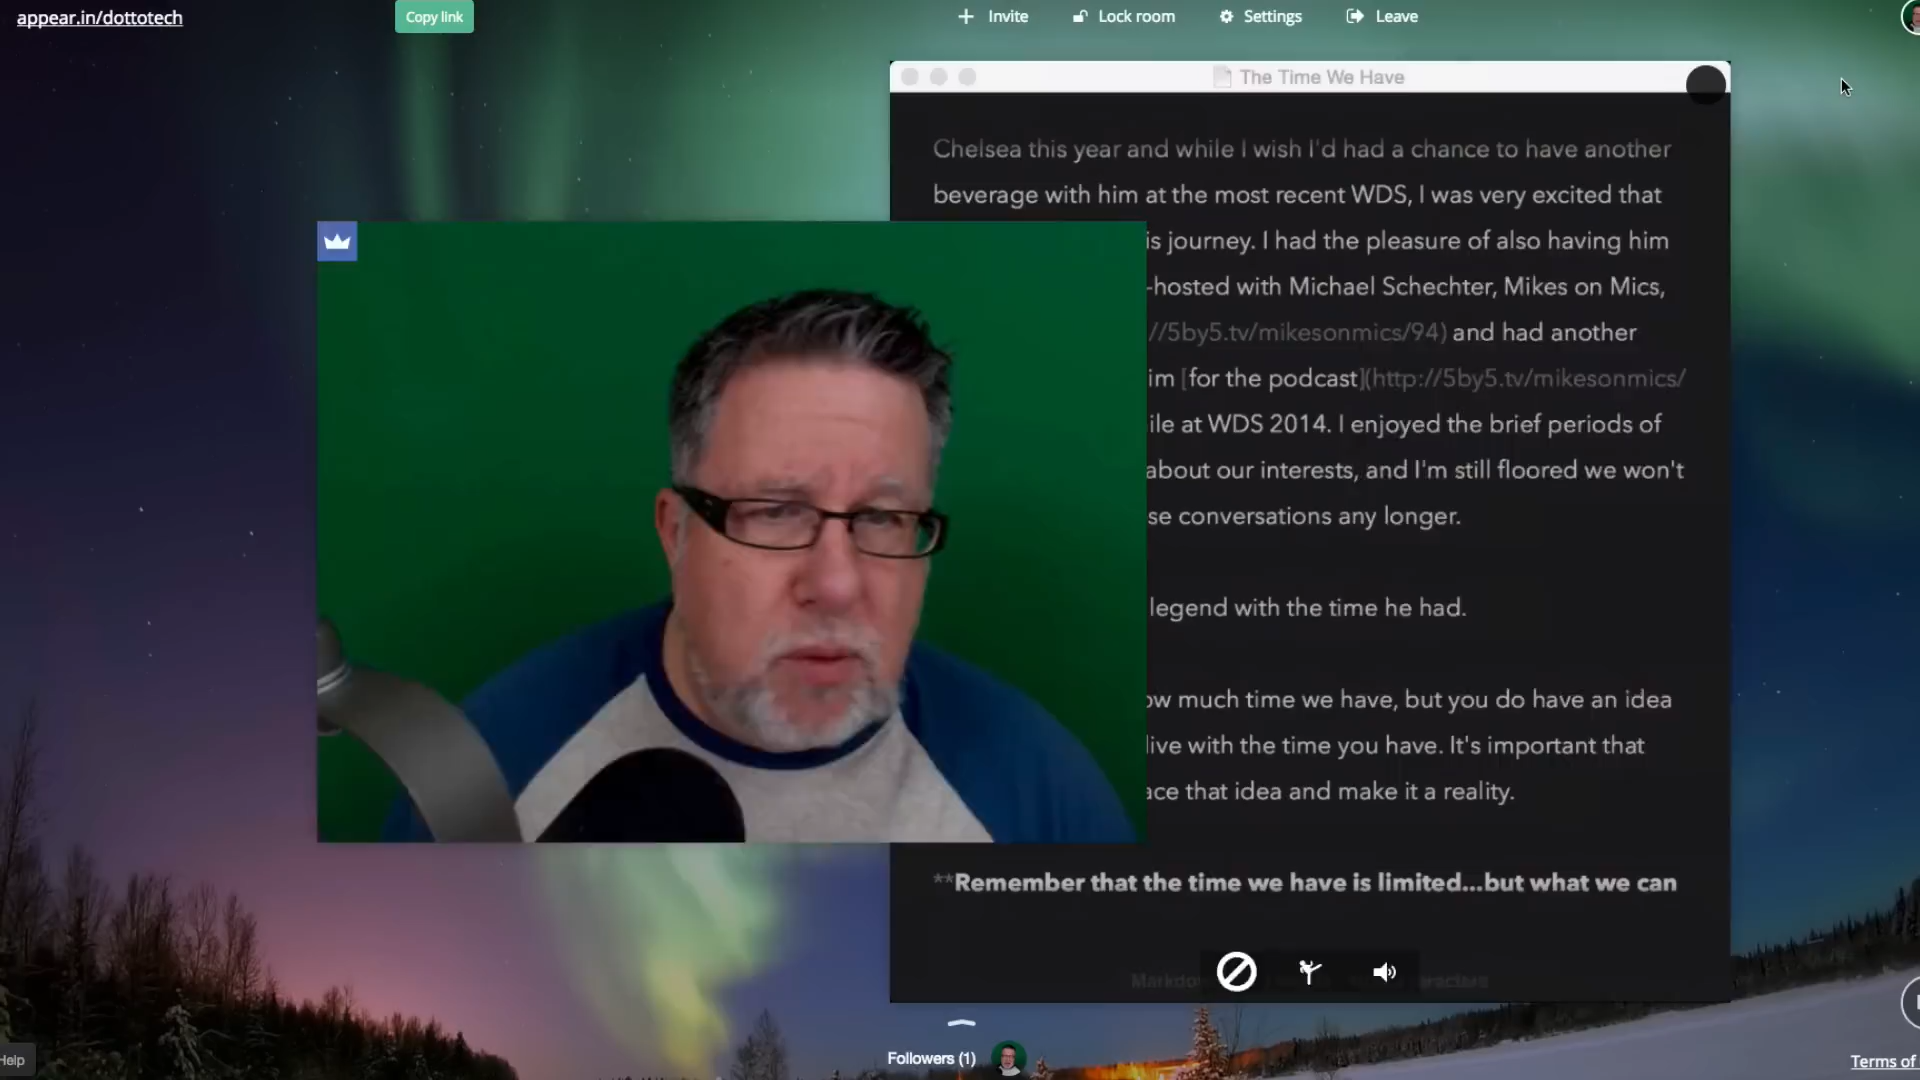 appear.in/dottotech
Copy link
Invite
Lock room
Settings
Leave
The Time We Have
Chelsea this year and while I wish I'd had a chance to have another
beverage with him at the most recent WDS, I was very excited that
is journey. I had the pleasure of also having him
-hosted with Michael Schechter, Mikes on Mics,
//5by5.tv/mikesonmics/94) and had another
im [for the podcast](http://5by5.tv/mikesonmics/
ile at WDS 2014. I enjoyed the brief periods of
about our interests, and I'm still floored we won't
se conversations any longer.
legend with the time he had.
ow much time we have, but you do have an idea
live with the time you have. It's important that
ace that idea and make it a reality.
**Remember that the time we have is limited...but what we can
Followers (1)
Help
Terms of